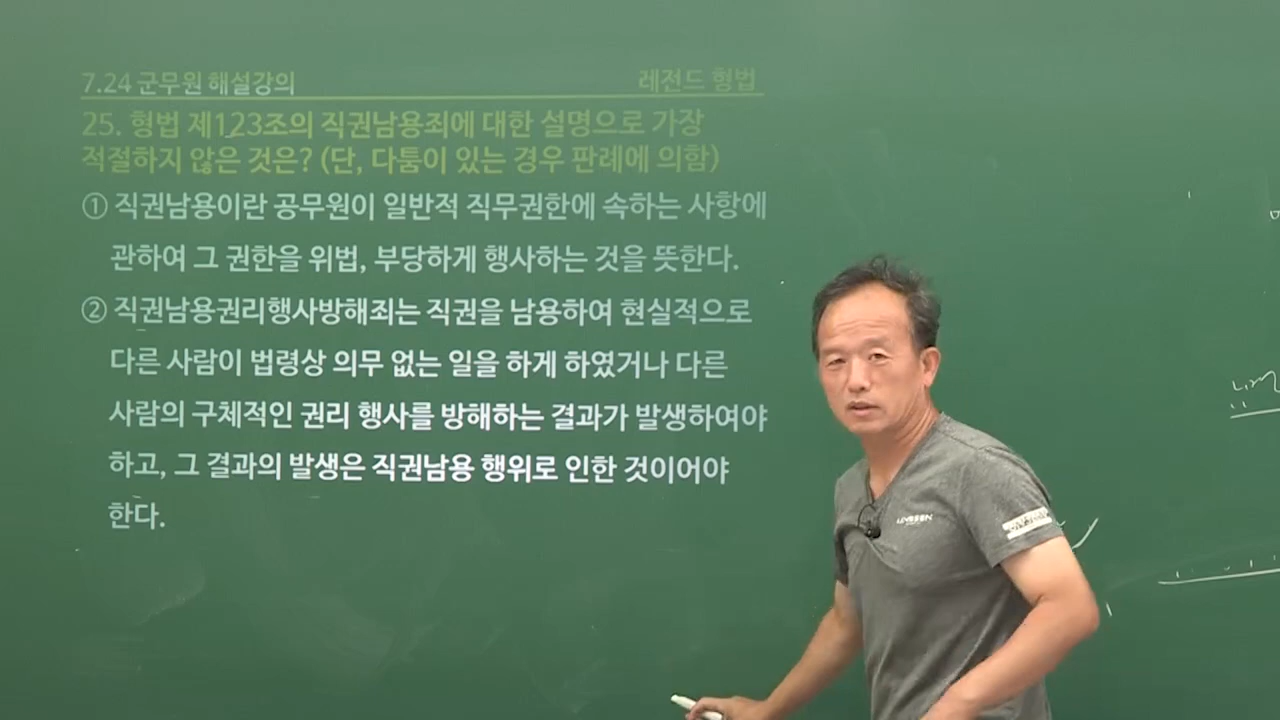 7.24 군무원 해설강의 레전드 형법
25. 형법 제123조의 직권남용죄에 대한 설명으로 가장
적절하지 않은 것은? (단, 다툼이 있는 경우 판례에 의함)
① 직권남용이란 공무원이 일반적 직무권한에 속하는 사항에
관하여 그 권한을 위법, 부당하게 행사하는 것을 뜻한다.
② 직권남용권리행사방해죄는 직권을 남용하여 현실적으로
다른 사람이 법령상 의무 없는 일을 하게 하였거나 다른
사람의 구체적인 권리 행사를 방해하는 결과가 발생하여야
하고, 그 결과의 발생은 직권남용 행위로 인한 것이어야
한다.